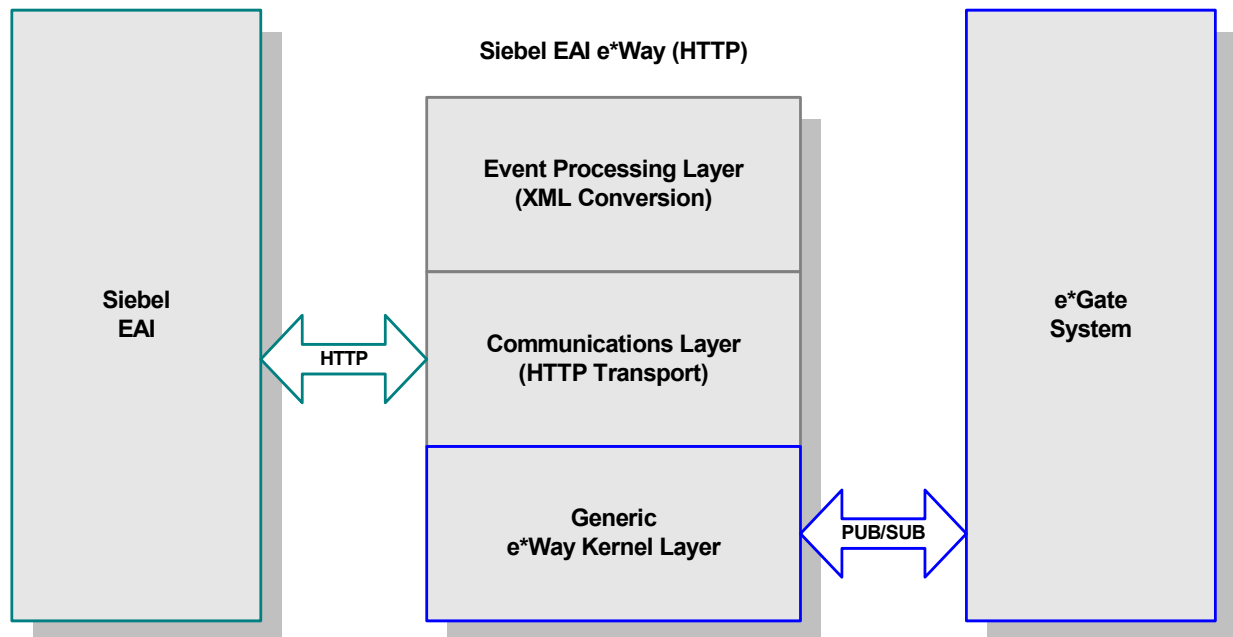 Siebel EAI e*Way (HTTP)
Event Processing Layer
(XML Conversion)
Siebel
EAI
HTTP
Communications Layer
(HTTP Transport)
e*Gate
System
Generic
e*Way Kernel Layer
PUB/SUB